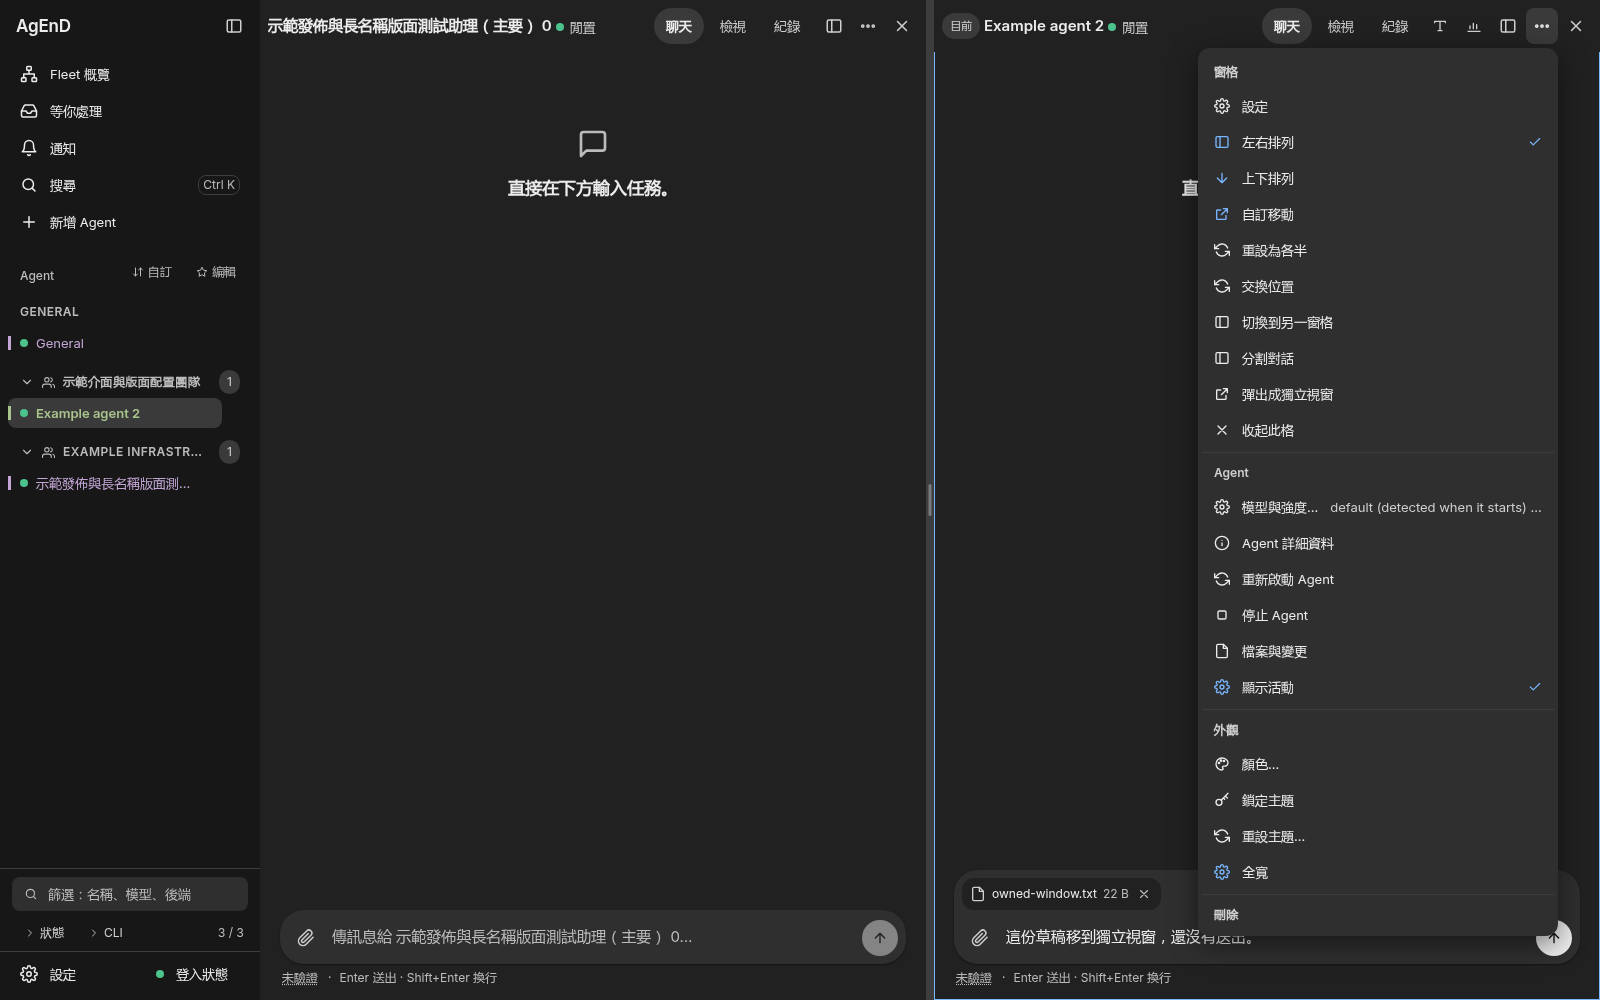 AgEnD
Fleet 概覽
等你處理
通知
搜尋 Ctrl K
新增 Agent
Agent 自訂 編輯
GENERAL
General
示範介面與版面配置團隊 1
Example agent 2
EXAMPLE INFRASTR... 1
示範發佈與長名稱版面測...
篩選：名稱、模型、後端
狀態 CLI 3 / 3
設定 登入狀態
示範發佈與長名稱版面測試助理（主要）0 閒置 聊天 檢視 紀錄
直接在下方輸入任務。
傳訊息給 示範發佈與長名稱版面測試助理（主要）0...
未驗證 · Enter 送出 · Shift+Enter 換行
目前 Example agent 2 閒置 聊天 檢視 紀錄
直
窗格
設定
左右排列
上下排列
自訂移動
重設為各半
交換位置
切換到另一窗格
分割對話
彈出成獨立視窗
收起此格
Agent
模型與強度... default (detected when it starts) ...
Agent 詳細資料
重新啟動 Agent
停止 Agent
檔案與變更
顯示活動
外觀
顏色...
鎖定主題
重設主題...
全寬
刪除
owned-window.txt 22 B
這份草稿移到獨立視窗，還沒有送出。
未驗證 · Enter 送出 · Shift+Enter 換行